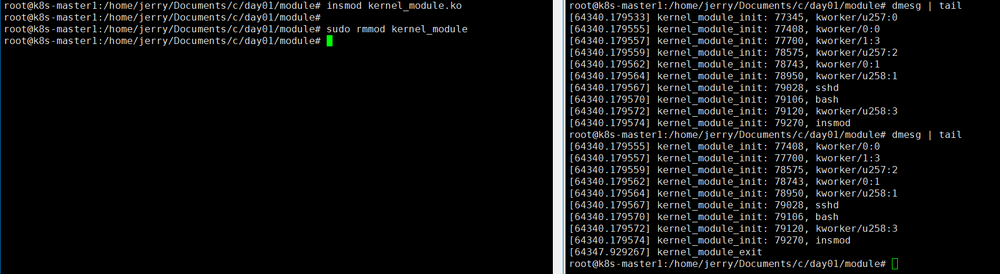 root@k8s-master1:/home/jerry/Documents/c/day01/module# insmod kernel_module.ko
root@k8s-master1:/home/jerry/Documents/c/day01/module#
root@k8s-master1:/home/jerry/Documents/c/day01/module# sudo rmmod kernel_module
root@k8s-master1:/home/jerry/Documents/c/day01/module#
root@k8s-master1:/home/jerry/Documents/c/day01/module# dmesg | tail
[64340.179533] kernel_module_init: 77345, kworker/u257:0
[64340.179555] kernel_module_init: 77408, kworker/0:0
[64340.179557] kernel_module_init: 77700, kworker/1:3
[64340.179559] kernel_module_init: 78575, kworker/u257:2
[64340.179562] kernel_module_init: 78743, kworker/0:1
[64340.179564] kernel_module_init: 78950, kworker/u258:1
[64340.179567] kernel_module_init: 79028, sshd
[64340.179570] kernel_module_init: 79106, bash
[64340.179572] kernel_module_init: 79120, kworker/u258:3
[64340.179574] kernel_module_init: 79270, insmod
root@k8s-master1:/home/jerry/Documents/c/day01/module# dmesg | tail
[64340.179555] kernel_module_init: 77408, kworker/0:0
[64340.179557] kernel_module_init: 77700, kworker/1:3
[64340.179559] kernel_module_init: 78575, kworker/u257:2
[64340.179562] kernel_module_init: 78743, kworker/0:1
[64340.179564] kernel_module_init: 78950, kworker/u258:1
[64340.179567] kernel_module_init: 79028, sshd
[64340.179570] kernel_module_init: 79106, bash
[64340.179572] kernel_module_init: 79120, kworker/u258:3
[64340.179574] kernel_module_init: 79270, insmod
[64347.929267] kernel_module_exit
root@k8s-master1:/home/jerry/Documents/c/day01/module#